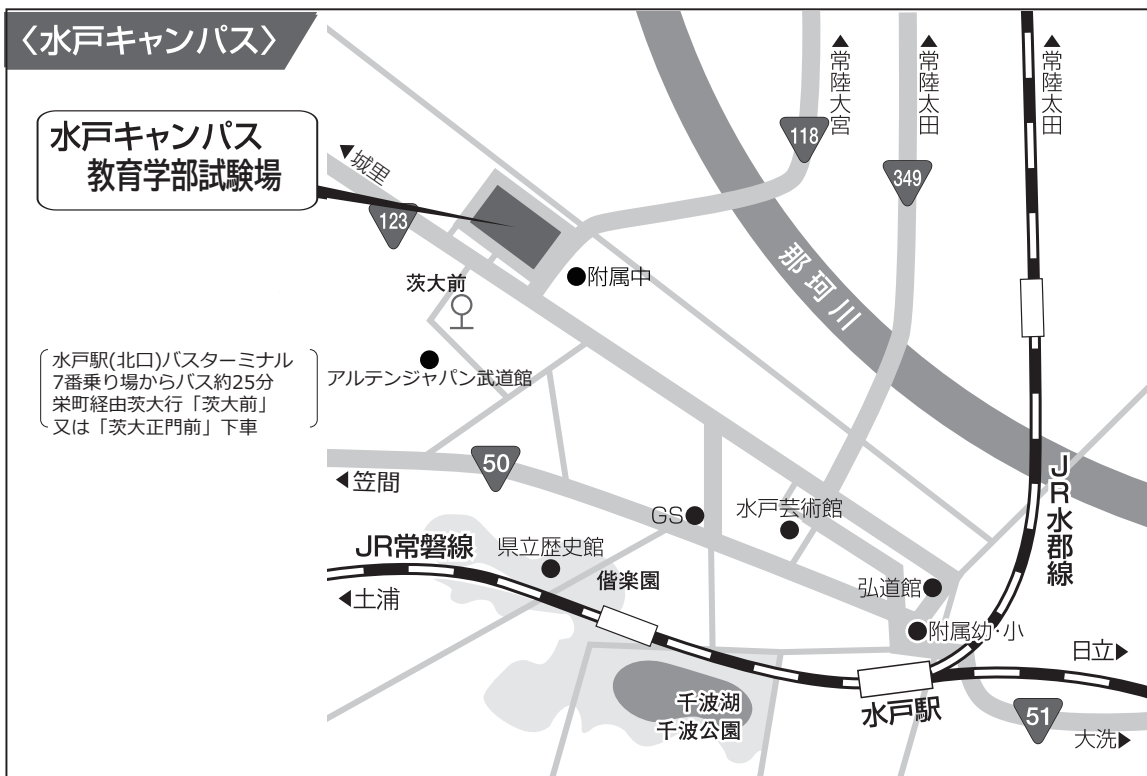 〈水戸キャンパス〉
水戸キャンパス
教育学部試験場
水戸駅(北口)バスターミナル
7番乗り場からバス約25分
栄町経由茨大行「茨大前」
又は「茨大正門前」下車
▼城里
123
▲常陸大宮
118
▲常陸太田
349
▲常陸太田
那珂川
附属中
茨大前
アルテンジャパン武道館
50
◀笠間
GS
水戸芸術館
JR水郡線
JR常磐線
県立歴史館
偕楽園
◀土浦
弘道館
附属幼・小
日立▶
千波湖
千波公園
水戸駅
51
大洗▶